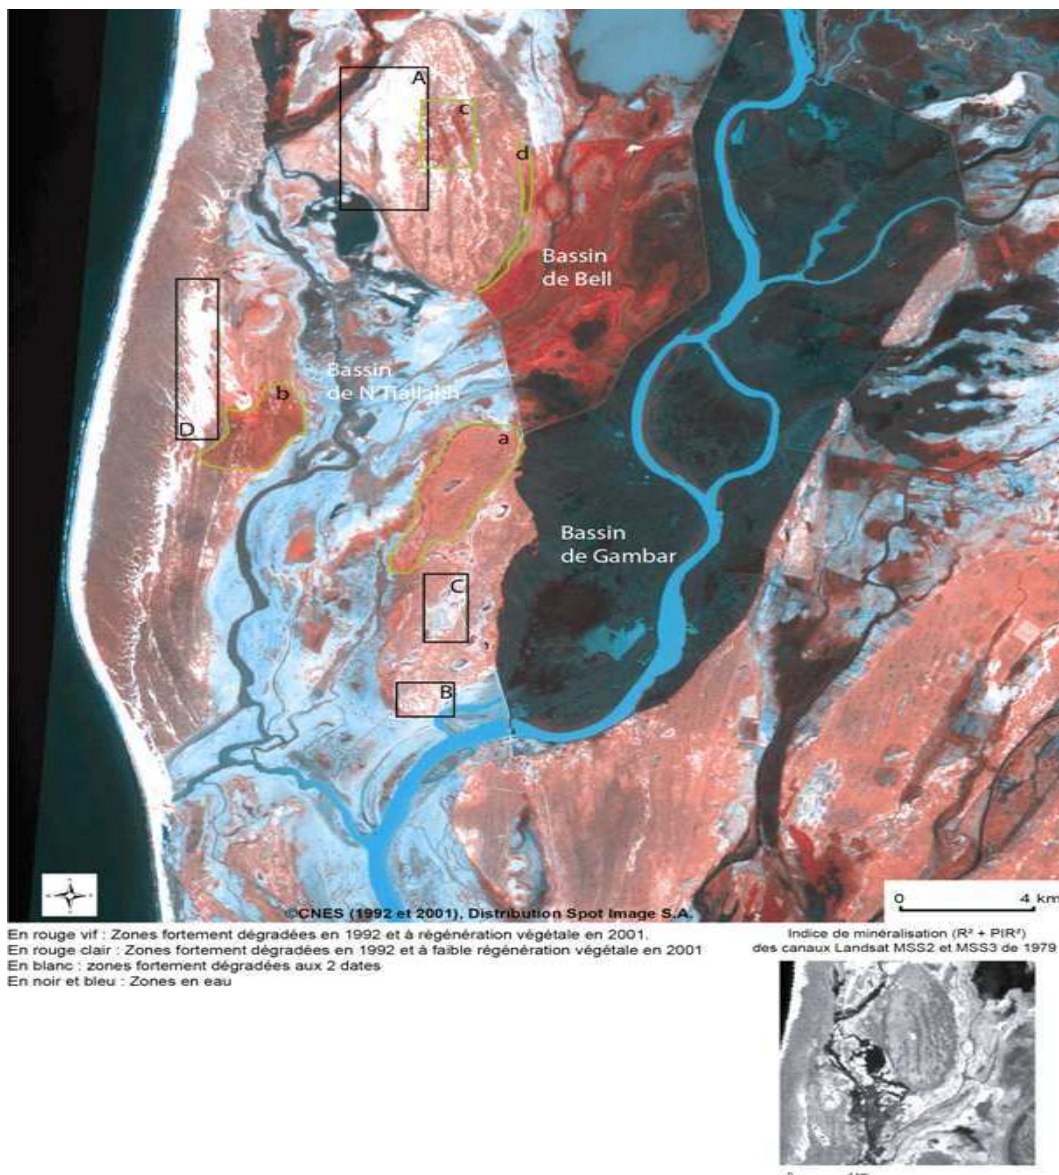 A
c
d
Bassin
de Bell
D
b
Bassin
de N'Tiallakh
a
Bassin
de Gambar
C
B
0 4 km
©CNES (1992 et 2001), Distribution Spot Image S.A.
En rouge vif : Zones fortement dégradées en 1992 et à régénération végétale en 2001.
En rouge clair : Zones fortement dégradées en 1992 et à faible régénération végétale en 2001
En blanc : zones fortement dégradées aux 2 dates
En noir et bleu : Zones en eau
Indice de minéralisation (R² + PIR²)
des canaux Landsat MSS2 et MSS3 de 1979